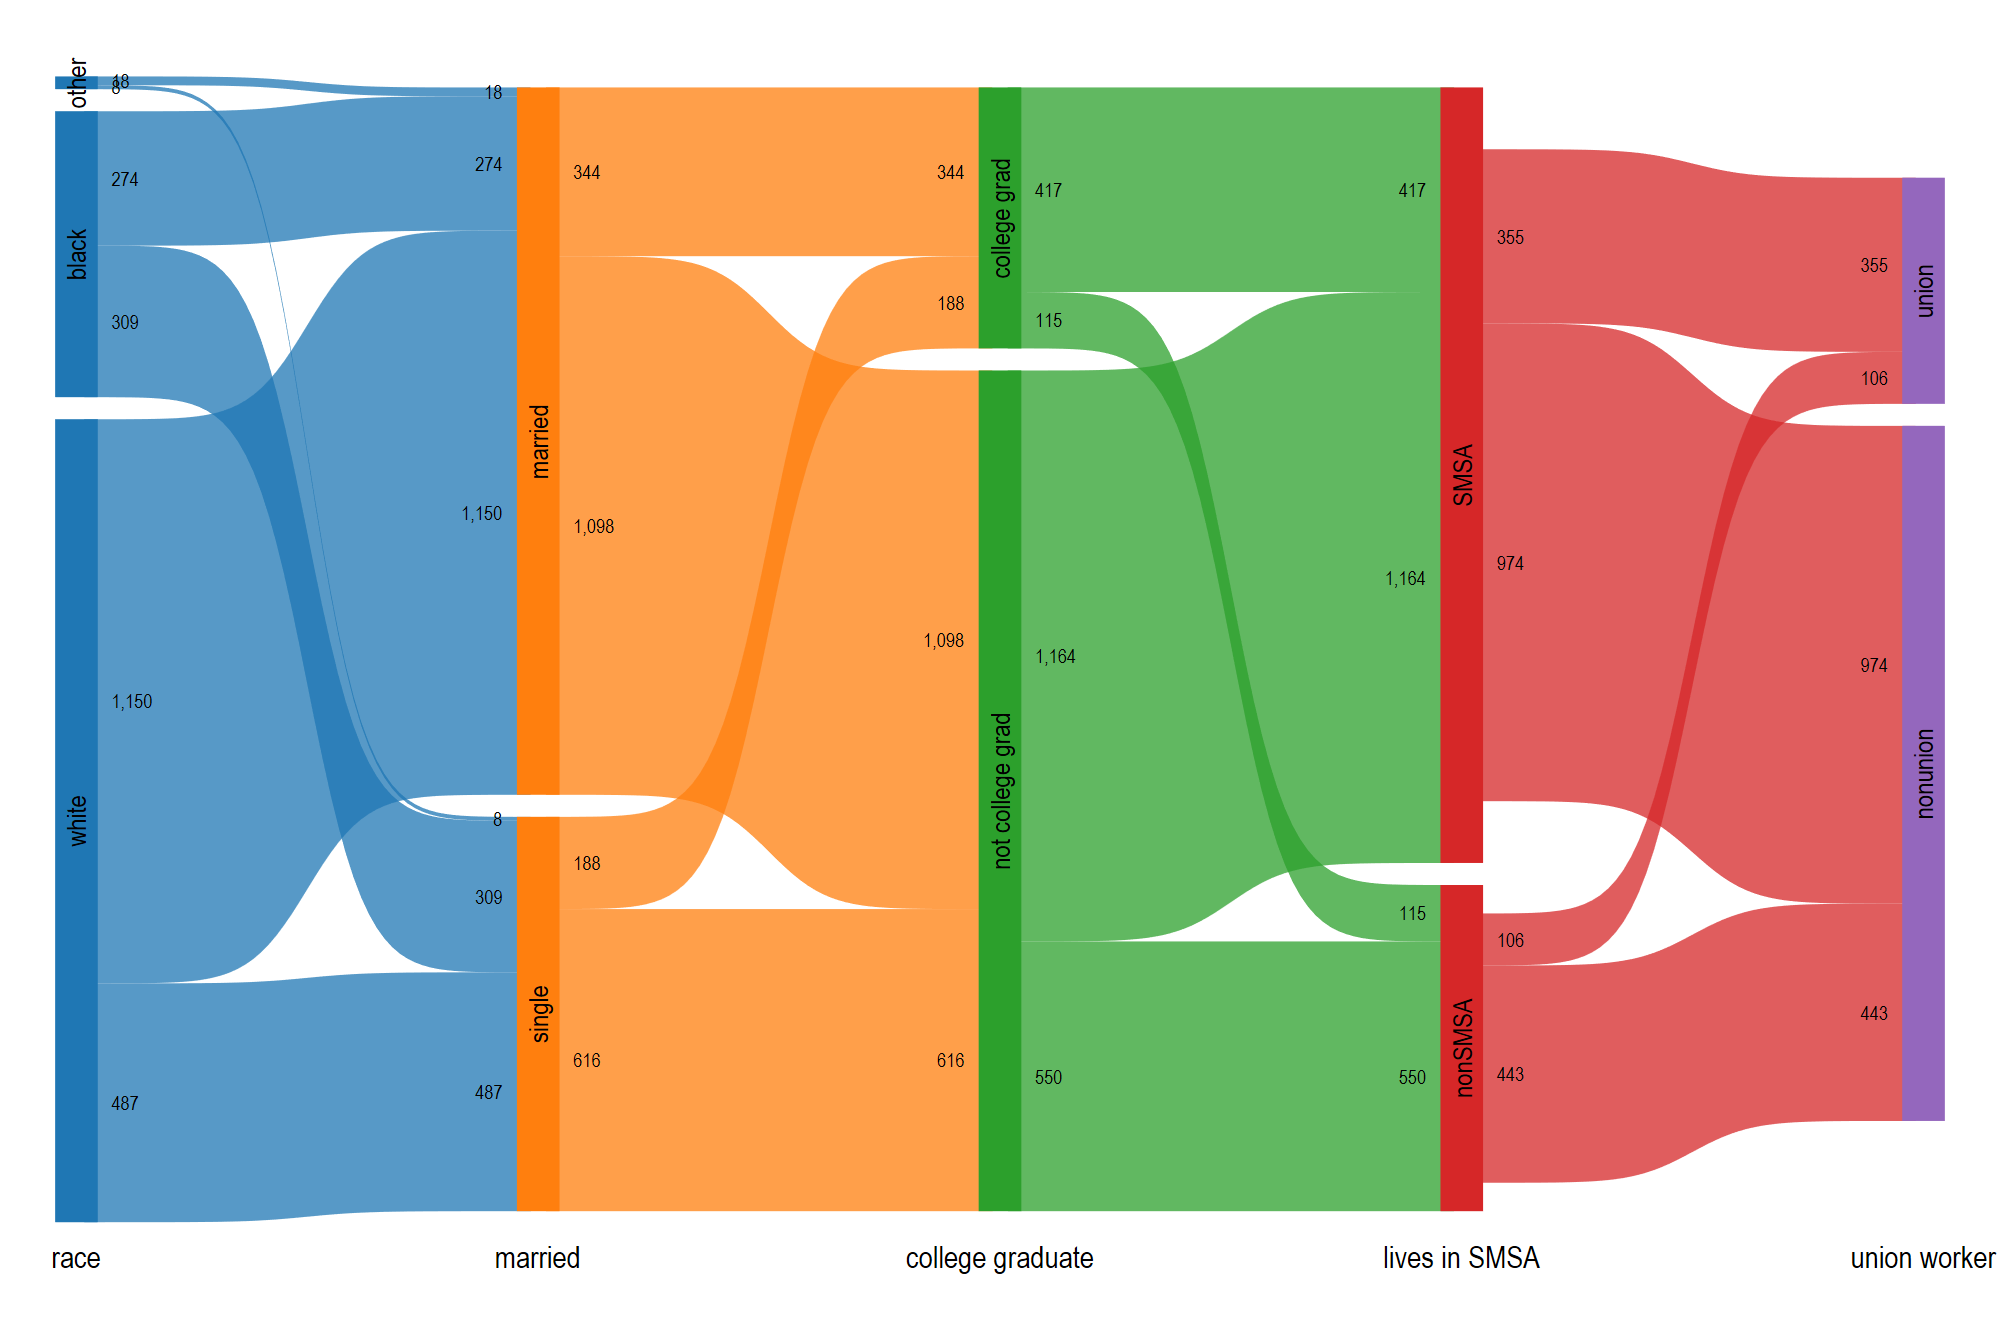 other
18
8
black
274
309
white
1,150
487
18
274
1,150
8
309
487
married
344
1,098
single
188
616
344
188
1,098
616
college grad
417
115
not college grad
1,164
550
417
1,164
115
550
SMSA
355
974
nonSMSA
106
443
355
106
974
443
union
nonunion
race
married
college graduate
lives in SMSA
union worker